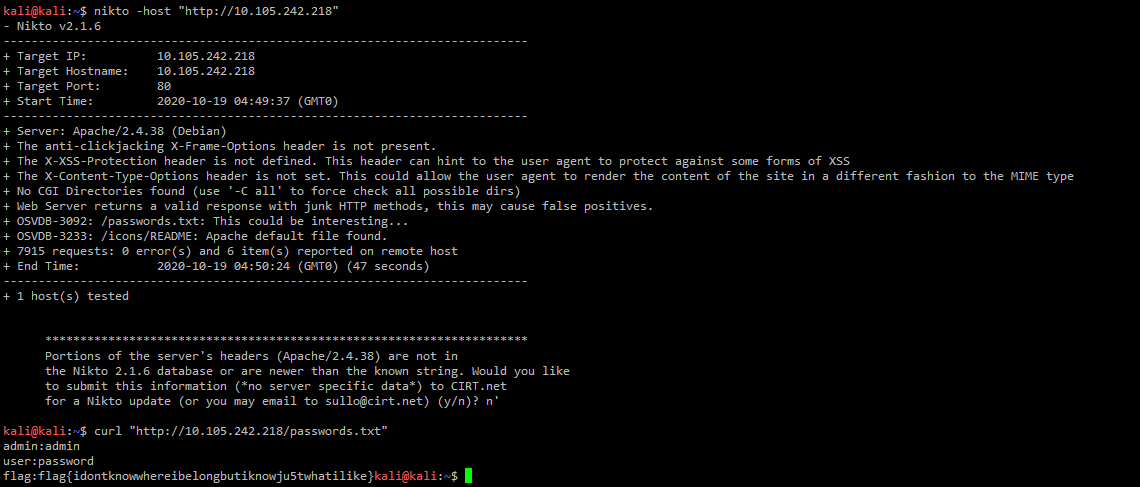 kali@kali:~$ nikto -host "http://10.105.242.218"
- Nikto v2.1.6
---------------------------------------------------------------------------
+ Target IP:          10.105.242.218
+ Target Hostname:    10.105.242.218
+ Target Port:        80
+ Start Time:         2020-10-19 04:49:37 (GMT0)
---------------------------------------------------------------------------
+ Server: Apache/2.4.38 (Debian)
+ The anti-clickjacking X-Frame-Options header is not present.
+ The X-XSS-Protection header is not defined. This header can hint to the user agent to protect against some forms of XSS
+ The X-Content-Type-Options header is not set. This could allow the user agent to render the content of the site in a different fashion to the MIME type
+ No CGI Directories found (use '-C all' to force check all possible dirs)
+ Web Server returns a valid response with junk HTTP methods, this may cause false positives.
+ OSVDB-3092: /passwords.txt: This could be interesting...
+ OSVDB-3233: /icons/README: Apache default file found.
+ 7915 requests: 0 error(s) and 6 item(s) reported on remote host
+ End Time:           2020-10-19 04:50:24 (GMT0) (47 seconds)
---------------------------------------------------------------------------
+ 1 host(s) tested
*********************************************************************
Portions of the server's headers (Apache/2.4.38) are not in
the Nikto 2.1.6 database or are newer than the known string. Would you like
to submit this information (*no server specific data*) to CIRT.net
for a Nikto update (or you may email to sullo@cirt.net) (y/n)? n'
kali@kali:~$ curl "http://10.105.242.218/passwords.txt"
admin:admin
user:password
flag:flag{idontknowwhereibelongbutiknowju5twhatilike}kali@kali:~$